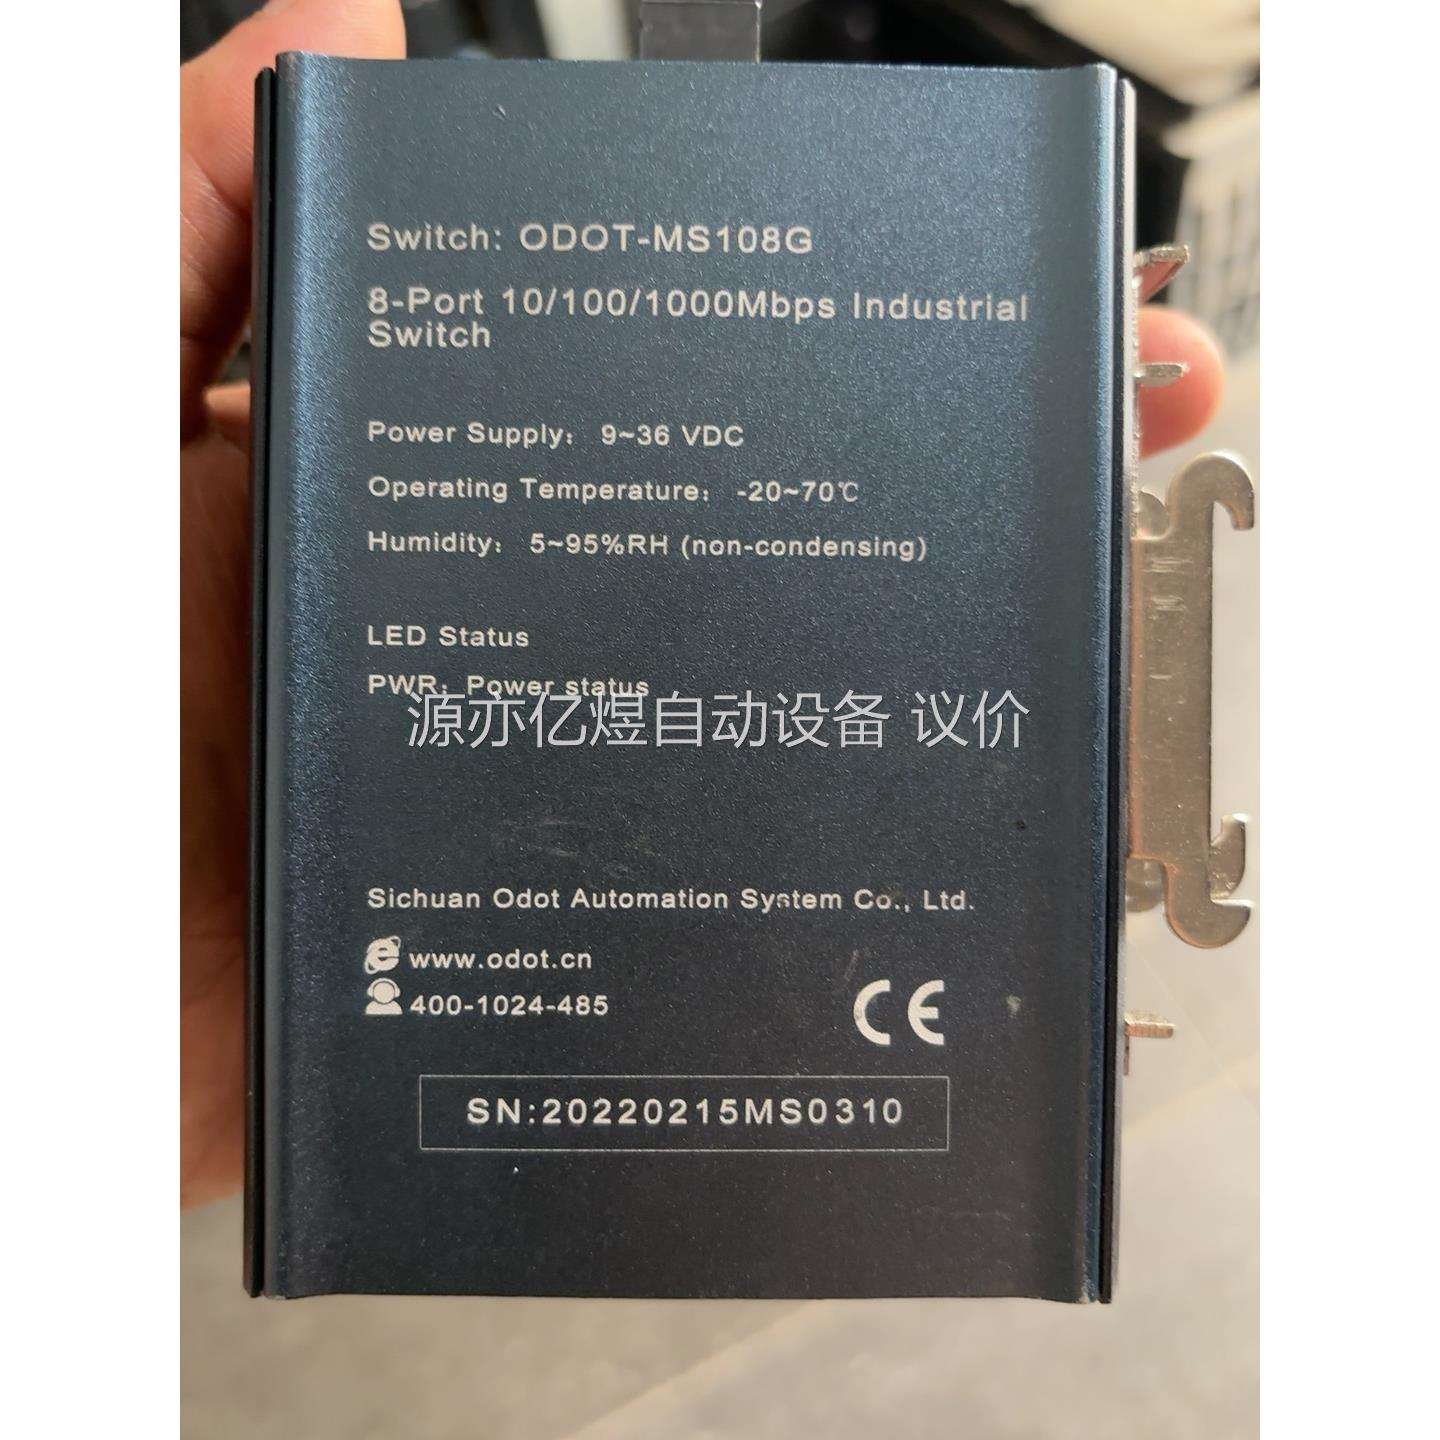 Switch: ODOT-MS108G
8-Port 10/100/1000Mbps Industrial
Switch
Power Supply: 9~36 VDC
Operating Temperature: -20~70℃
Humidity: 5~95%RH (non-condensing)
LED Status
PWR: Power status
源亦亿煜自动设备 议价
Sichuan Odot Automation System Co., Ltd.
www.odot.cn
400-1024-485
CE
SN:20220215MS0310